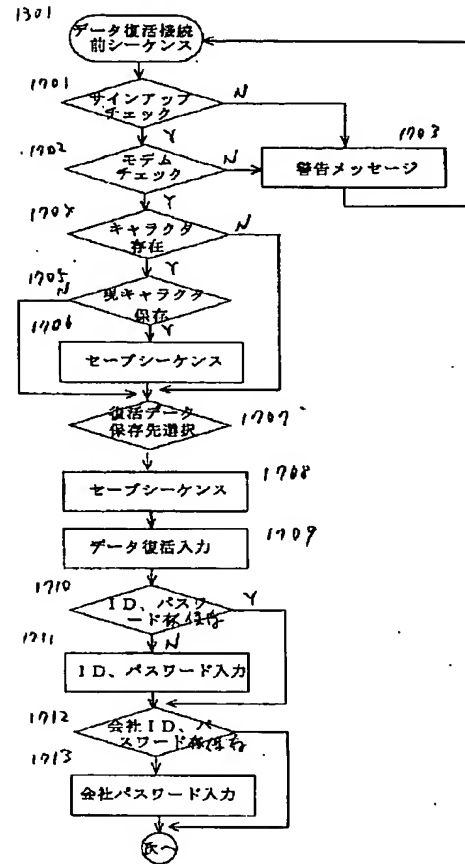 1301
データ復活接続
前シーケンス
1701
サインアップ
チェック
N
Y
1703
警告メッセージ
1702
モデム
チェック
N
Y
1704
キャラクタ
存在
N
Y
1705
N
現キャラクタ
保存
Y
1706
セーブシーケンス
復活データ
保存先選択
1707
セーブシーケンス
1708
データ復活入力
1709
1710
ID、パスワ
ード
Y
N
1711
ID、パスワード入力
1712
会社ID、パ
スワード
1713
会社パスワード入力
次へ